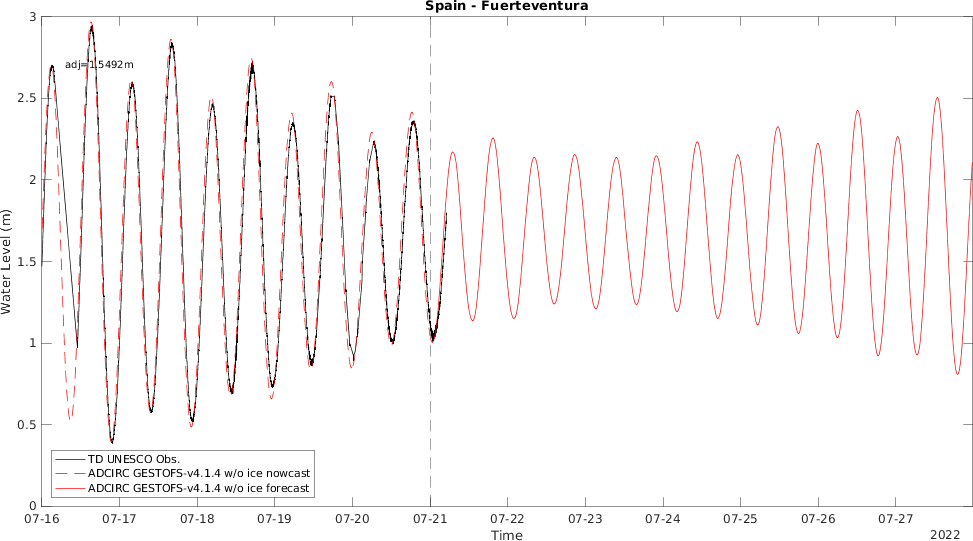 Spain - Fuerteventura
3
2.5
2
1.5
1
0.5
0
Water Level (m)
adj=1.5492m
TD UNESCO Obs.
ADCIRC GESTOFS-v4.1.4 w/o ice nowcast
ADCIRC GESTOFS-v4.1.4 w/o ice forecast
07-16 07-17 07-18 07-19 07-20 07-21 07-22 07-23 07-24 07-25 07-26 07-27
Time
2022